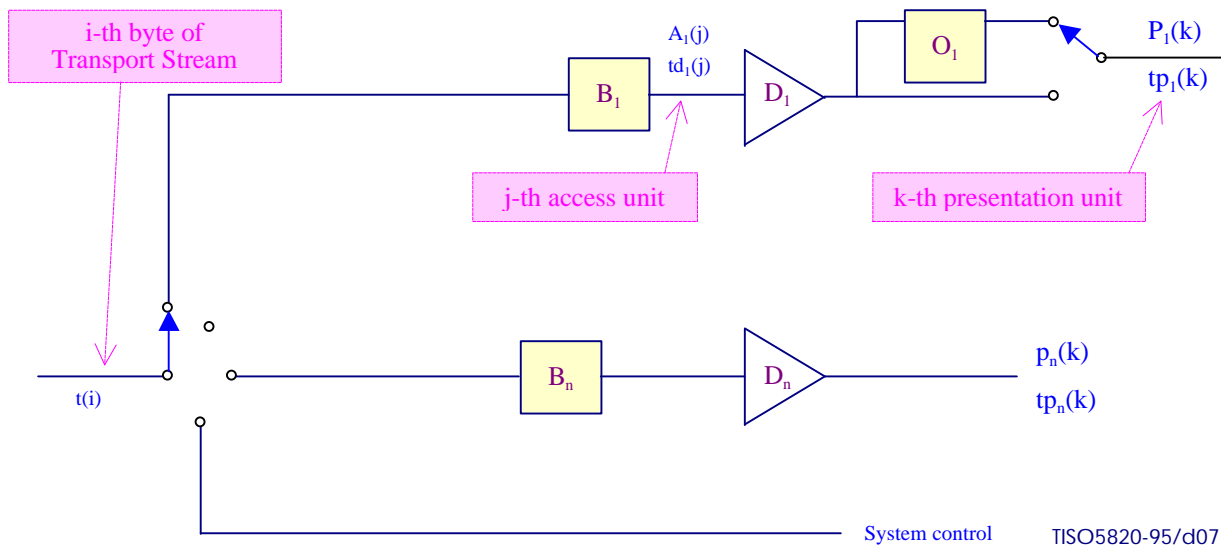 i-th byte of
Transport Stream
A₁(j)
td₁(j)
B₁
D₁
O₁
P₁(k)
tp₁(k)
j-th access unit
k-th presentation unit
t(i)
Bₙ
Dₙ
pₙ(k)
tpₙ(k)
System control
TISO5820-95/d07